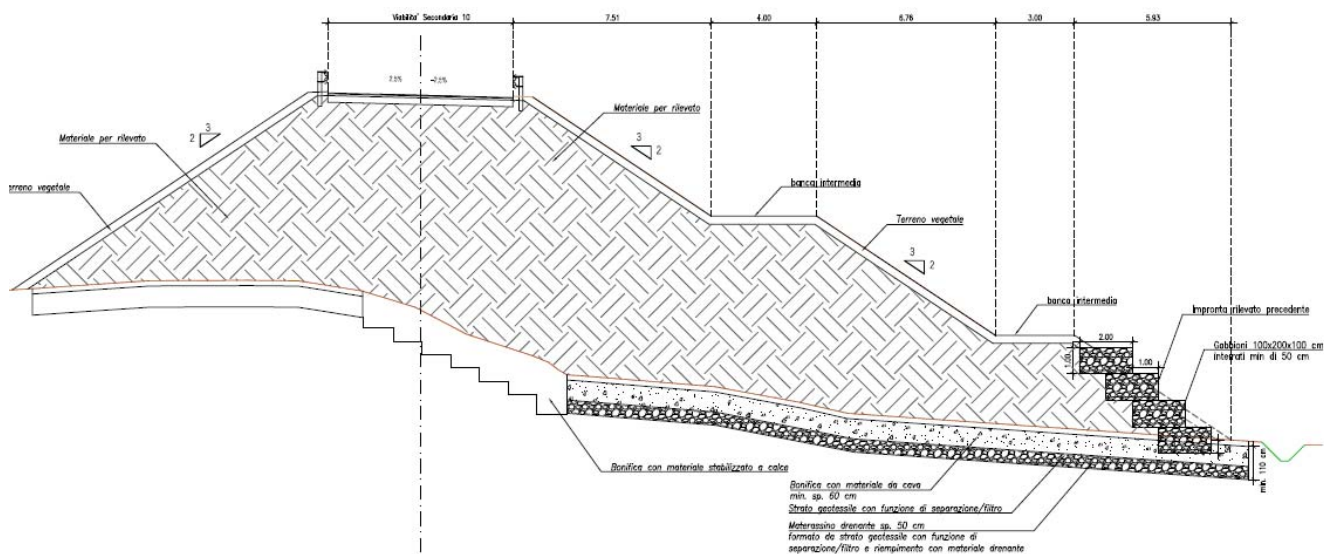 Viabilita' Secondaria 10
7.51
4.00
6.76
3.00
5.93
2,5%
-2,5%
Materiale per rilevato
3
2
Materiale per rilevato
3
2
erreno vegetale
banca intermedia
Terreno vegetale
3
2
banca intermedia
Impronta rilevato precedente
2.00
1.00
1.00
Gabbioni 100x200x100 cm
interrati min di 50 cm
Bonifica con materiale stabilizzato a calce
min. 110 cm
Bonifica con materiale da cava
min. sp. 60 cm
Strato geotessile con funzione di separazione/filtro
Materassino drenante sp. 50 cm
formato da strato geotessile con funzione di
separazione/filtro e riempimento con materiale drenante